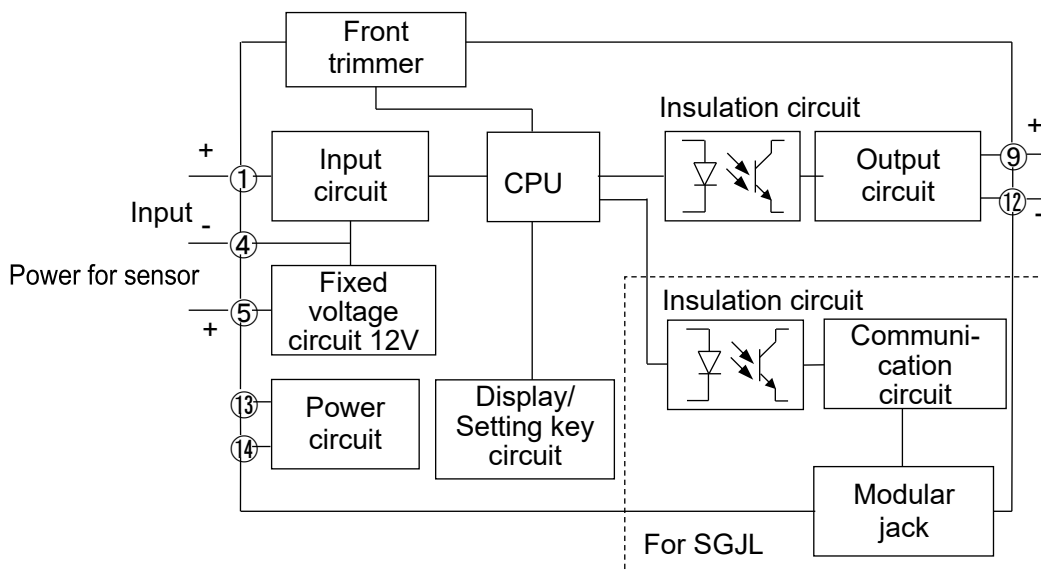 Front
trimmer
Insulation circuit
+
+
Input
circuit
CPU
Output
circuit
①
⑨
⑫
Input
-
-
④
Power for sensor
Fixed
voltage
circuit 12V
⑤
+
Insulation circuit
Communi-
cation
circuit
⑬
⑭
Power
circuit
Display/
Setting key
circuit
Modular
jack
For SGJL